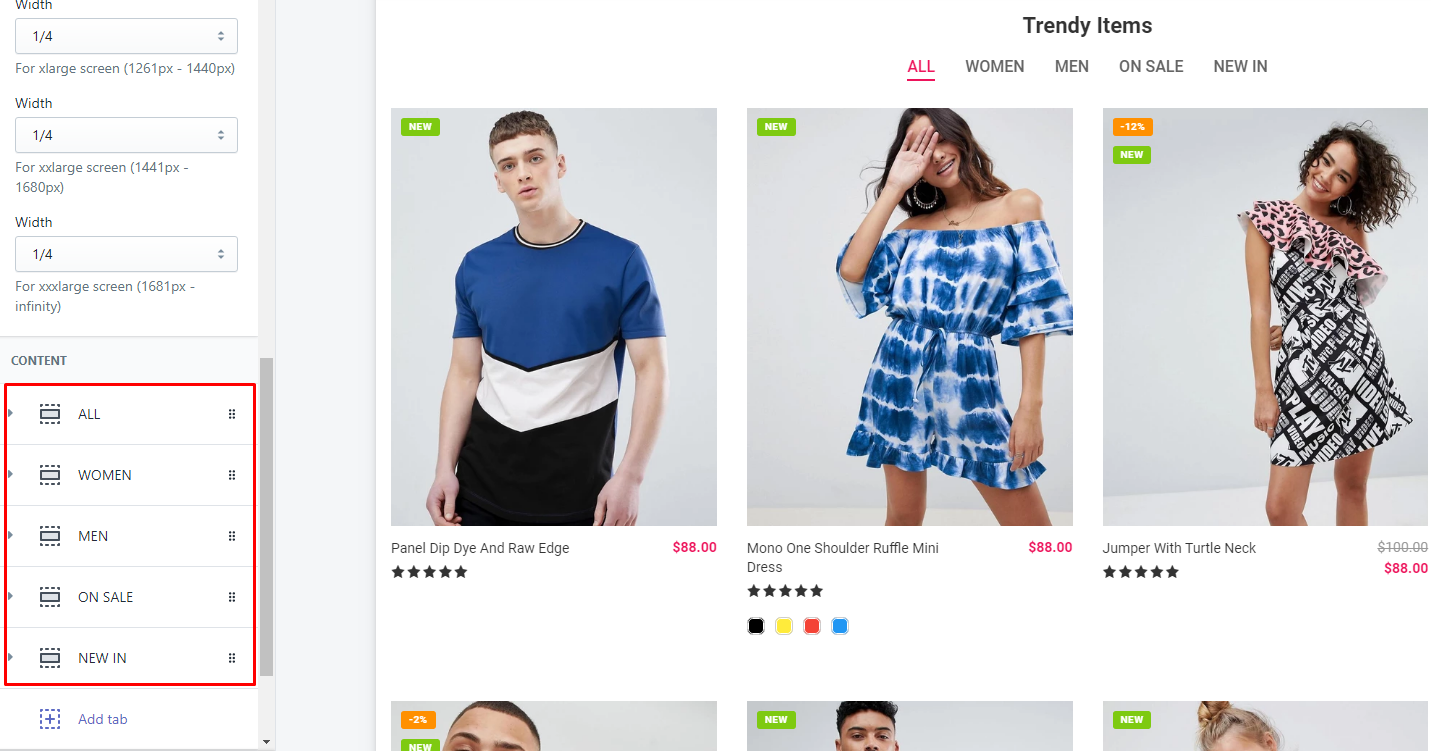 Width
1/4
For xlarge screen (1261px - 1440px)
Width
1/4
For xxlarge screen (1441px -
1680px)
Width
1/4
For xxxlarge screen (1681px -
infinity)
CONTENT
ALL
WOMEN
MEN
ON SALE
NEW IN
Add tab
Trendy Items
ALL WOMEN MEN ON SALE NEW IN
NEW
NEW
-12%
NEW
Panel Dip Dye And Raw Edge $88.00
Mono One Shoulder Ruffle Mini $88.00
Dress
Jumper With Turtle Neck $100.00
$88.00
-2%
NEW
NEW
NEW